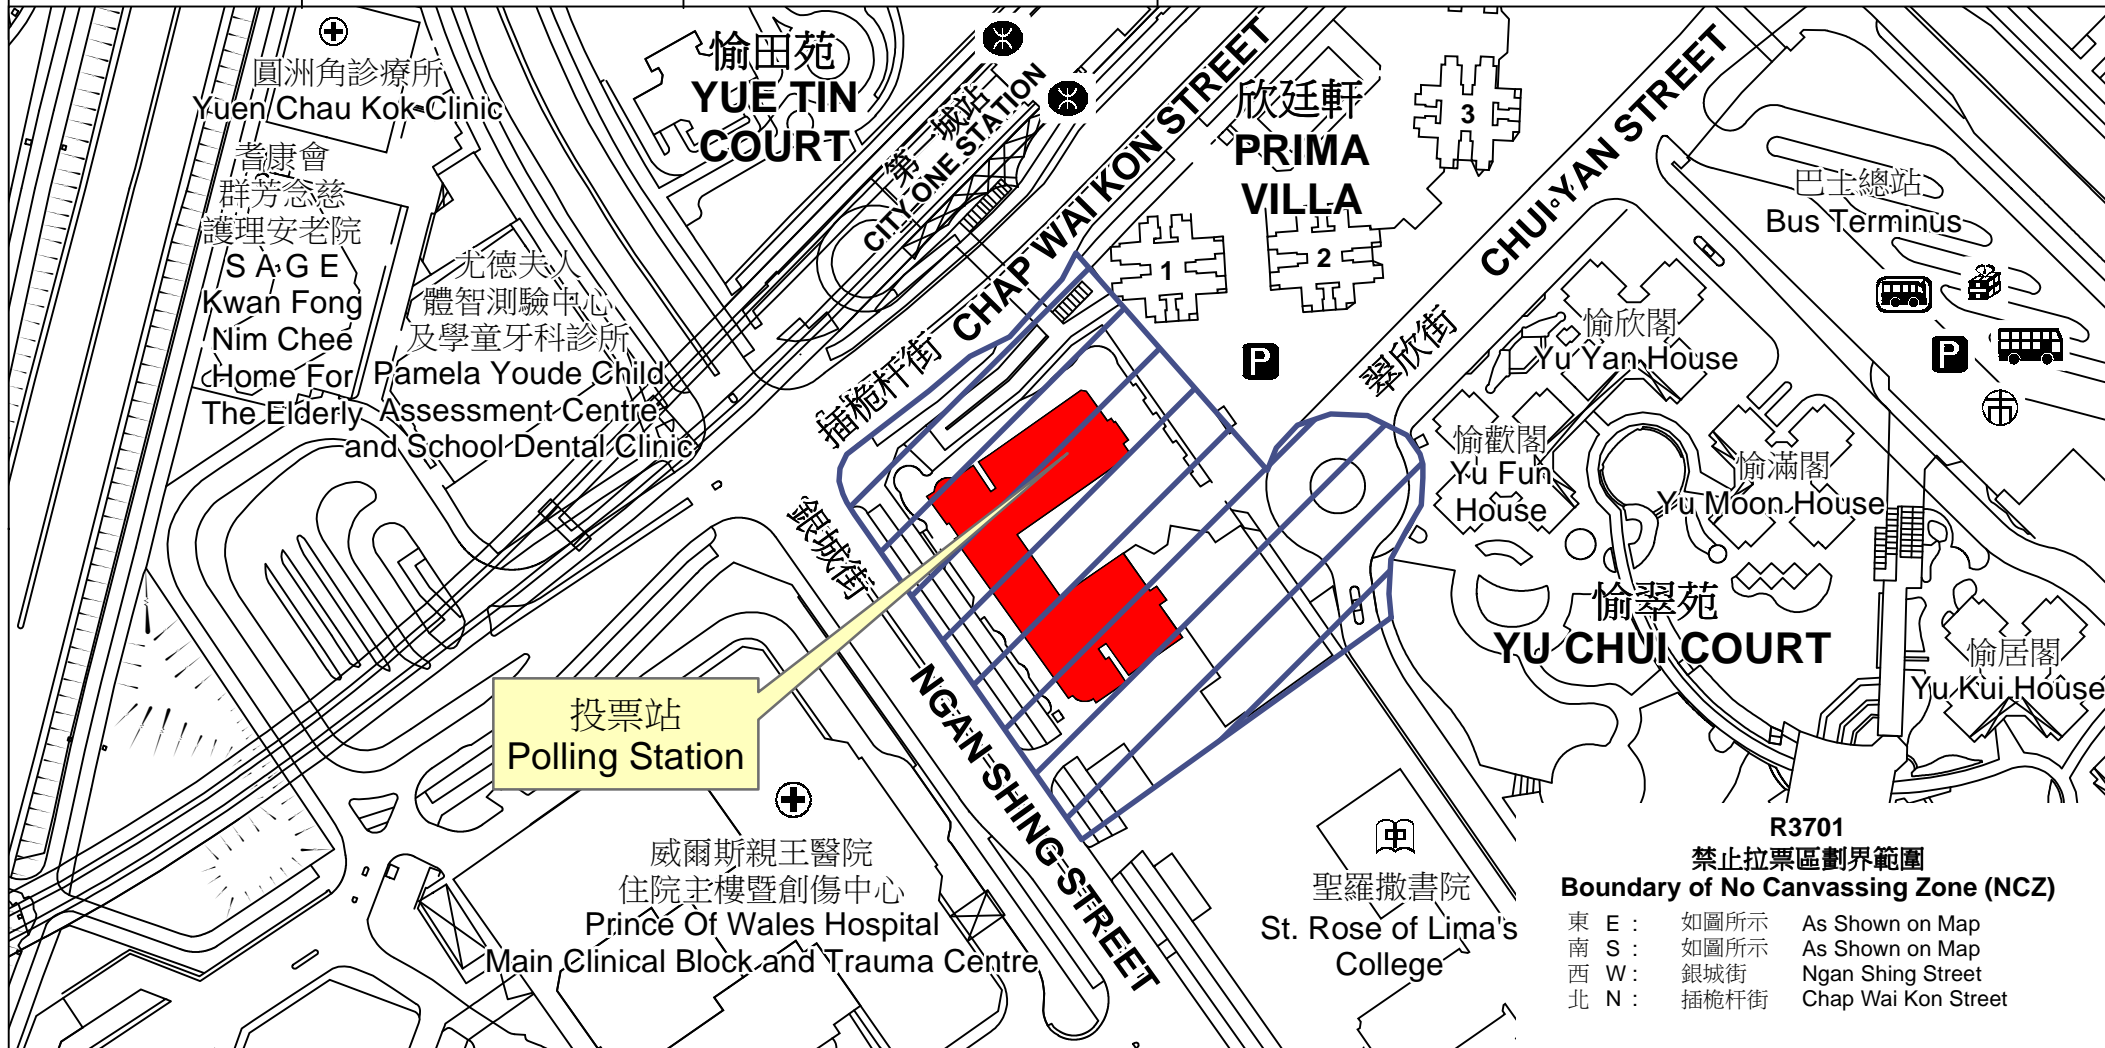 圓洲角診療所
Yuen Chau Kok Clinic
耆康會
群芳念慈
護理安老院
S A G E
Kwan Fong
Nim Chee
Home For
The Elderly
尤德夫人
體智測驗中心
及學童牙科診所
Pamela Youde Child
Assessment Centre
and School Dental Clinic
愉田苑
YUE TIN
COURT
第一城站
CITY ONE STATION
插桅杆街 CHAP WAI KON STREET
欣廷軒
PRIMA
VILLA
1
2
3
P
翠欣街 CHUI YAN STREET
巴士總站
Bus Terminus
P
市
愉欣閣
Yu Yan House
愉歡閣
Yu Fun
House
愉滿閣
Yu Moon House
愉翠苑
YU CHUI COURT
愉居閣
Yu Kui House
銀城街 NGAN SHING STREET
投票站
Polling Station
威爾斯親王醫院
住院主樓暨創傷中心
Prince Of Wales Hospital
Main Clinical Block and Trauma Centre
中
聖羅撒書院
St. Rose of Lima's
College
R3701
禁止拉票區劃界範圍
Boundary of No Canvassing Zone (NCZ)
東 E : 如圖所示 As Shown on Map
南 S : 如圖所示 As Shown on Map
西 W : 銀城街 Ngan Shing Street
北 N : 插桅杆街 Chap Wai Kon Street